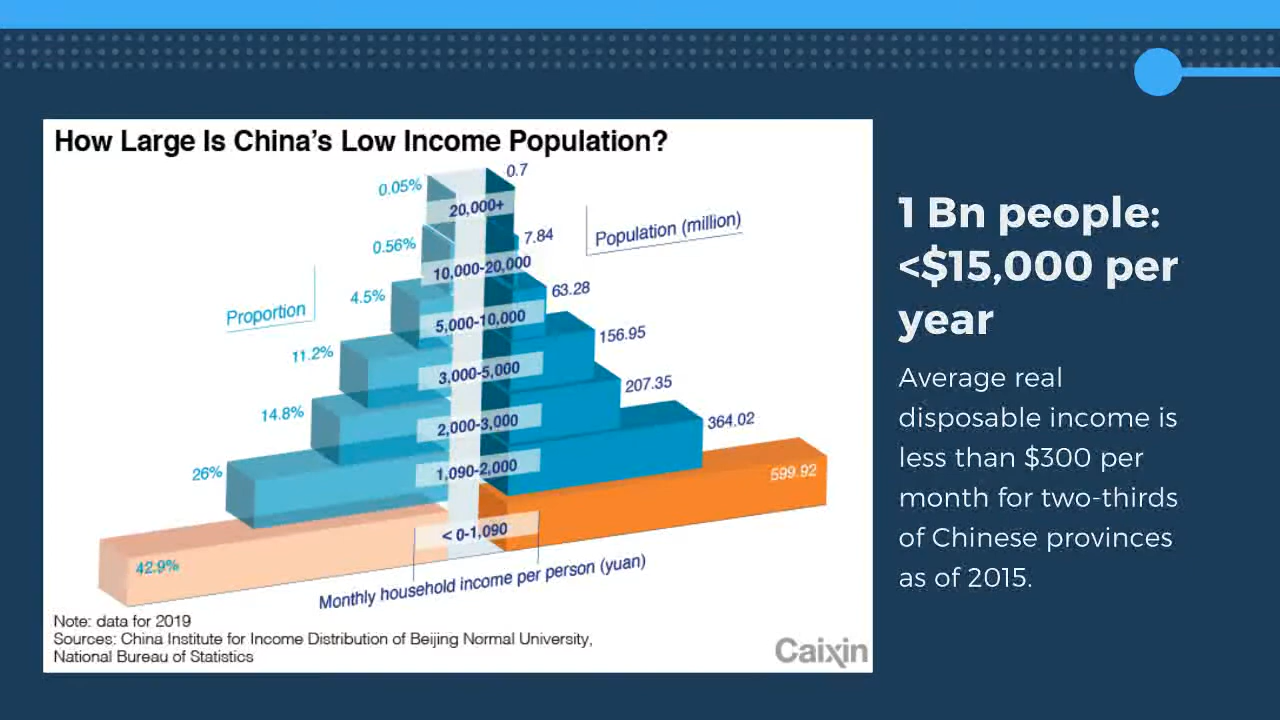 How Large Is China's Low Income Population?
0.05%
20,000+
0.7
0.56%
10,000-20,000
7.84
Population (million)
Proportion
4.5%
5,000-10,000
63.28
11.2%
3,000-5,000
156.95
14.8%
2,000-3,000
207.35
26%
1,090-2,000
364.02
42.9%
< 0-1,090
599.92
Monthly household income per person (yuan)
Note: data for 2019
Sources: China Institute for Income Distribution of Beijing Normal University,
National Bureau of Statistics
Caixin
1 Bn people:
<$15,000 per
year
Average real
disposable income is
less than $300 per
month for two-thirds
of Chinese provinces
as of 2015.